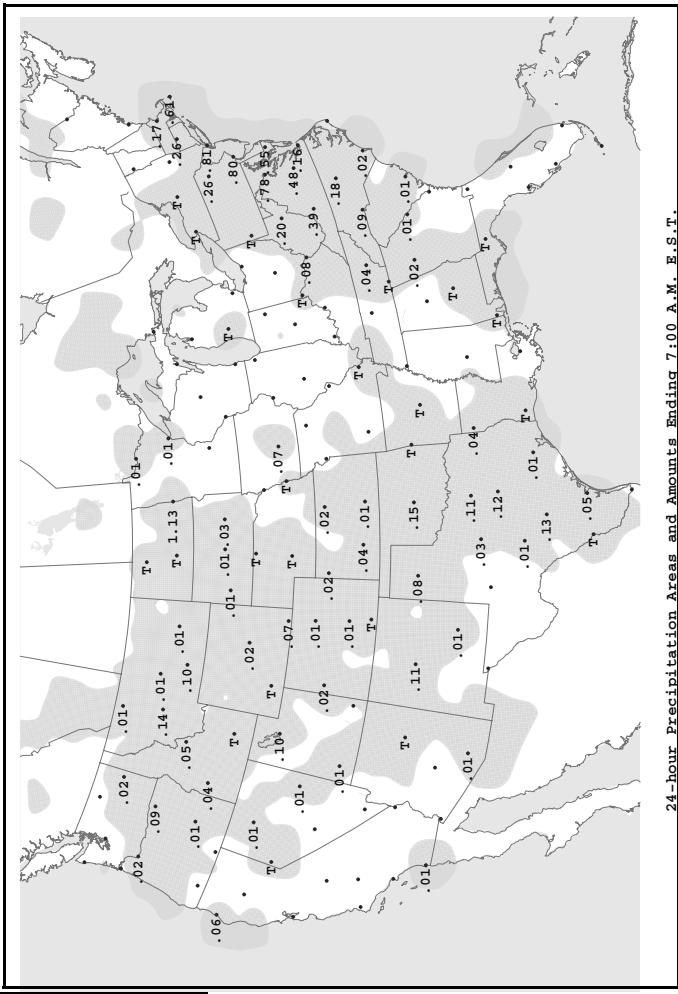 .02
.01
.01
.02
T
.09
.17
.14
.01
.01
.61
1.13
T
T
.26
.01
.05
.10
.01
T
.04
.26
.81
.06
.01
.03
T
.01
.80
T
.02
T
.01
T
.78
.55
T
T
.07
.10
.20
T
.07
T
.48
.16
.01
T
.08
.39
.01
.02
.02
.02
.18
.01
.01
T
.04
.01
.04
.09
.02
T
T
T
.01
.01
T
.15
.02
.11
.08
T
.01
T
.01
.01
.11
.04
.03
T
.12
T
.01
T
.01
.13
.05
T
24-hour Precipitation Areas and Amounts Ending 7:00 A.M. E.S.T.